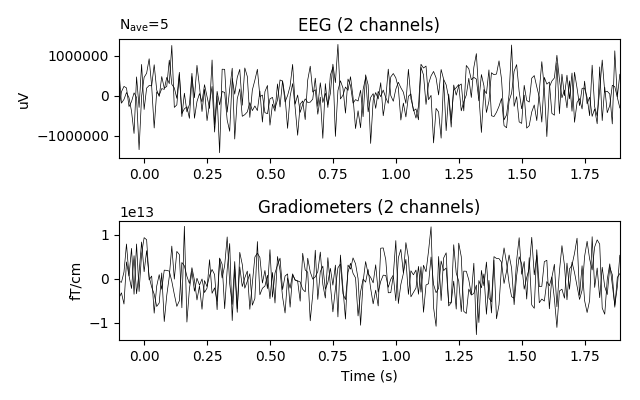 N_ave=5
EEG (2 channels)
1000000
0
−1000000
uV
0.00 0.25 0.50 0.75 1.00 1.25 1.50 1.75
1e13
Gradiometers (2 channels)
1
0
−1
fT/cm
0.00 0.25 0.50 0.75 1.00 1.25 1.50 1.75
Time (s)